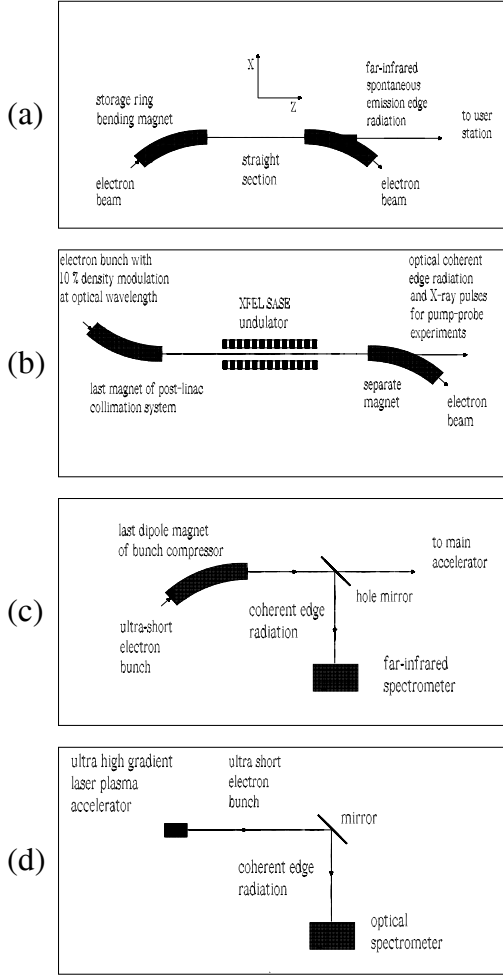 (a)
X
Z
storage ring
bending magnet
far-infrared
spontaneous
emission edge
radiation
to user
station
straight
section
electron
beam
electron
beam
(b)
electron bunch with
10 % density modulation
at optical wavelength
XFEL SASE
undulator
optical coherent
edge radiation
and X-ray pulses
for pump-probe
experiments
last magnet of post-linac
collimation system
separate
magnet
electron
beam
(c)
last dipole magnet
of bunch compressor
to main
accelerator
hole mirror
coherent edge
radiation
ultra-short
electron
bunch
far-infrared
spectrometer
(d)
ultra high gradient
laser plasma
accelerator
ultra short
electron
bunch
mirror
coherent edge
radiation
optical
spectrometer